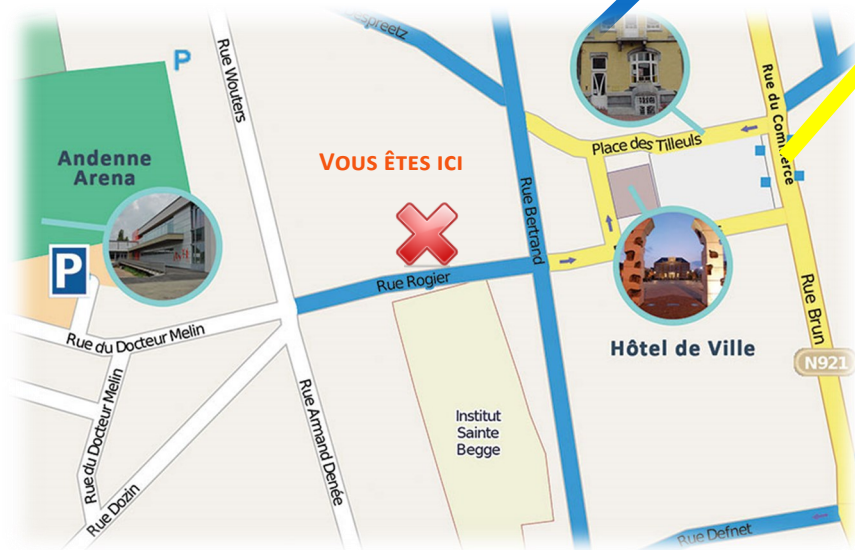 Rue Wouters
P
Andenne
Arena
P
VOUS ÊTES ICI
Place des Tilleuls
Rue du Commerce
Rue Bertrand
Rue Rogier
Rue du Docteur Melin
Rue du Docteur Melin
Rue Dozin
Rue Armand Denée
Institut
Sainte
Begge
Hôtel de Ville
Rue Brun
N921
Rue Defnet